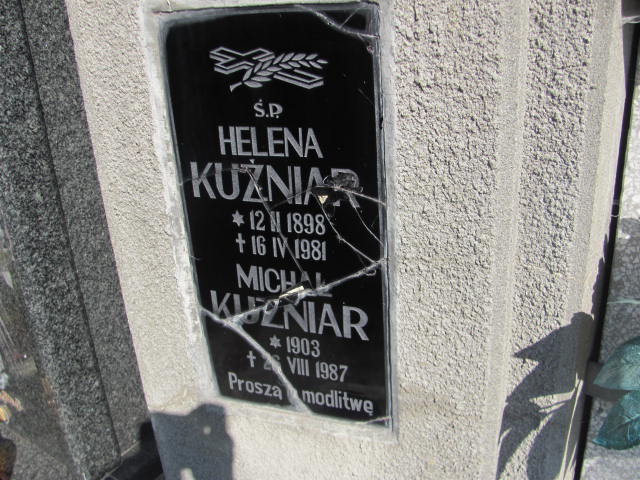 Ś.P.
HELENA
KUŹNIAR
* 12 II 1898
† 16 IV 1981
MICHAŁ
KUŹNIAR
* 1903
† VIII 1987
Proszą o modlitwę